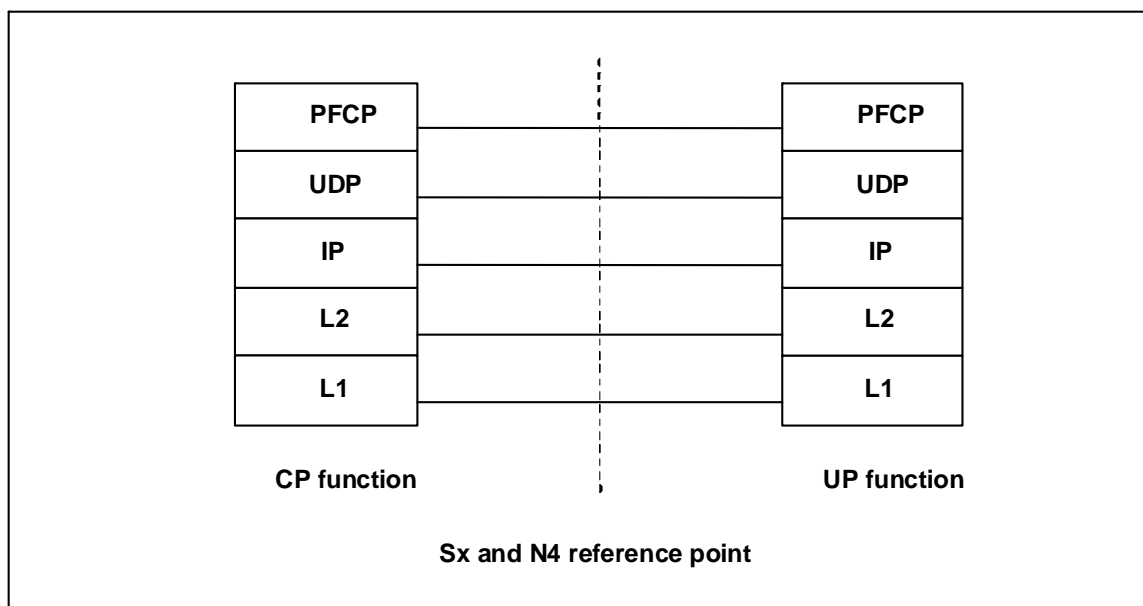 PFCP PFCP
UDP UDP
IP IP
L2 L2
L1 L1
CP function UP function
Sx and N4 reference point